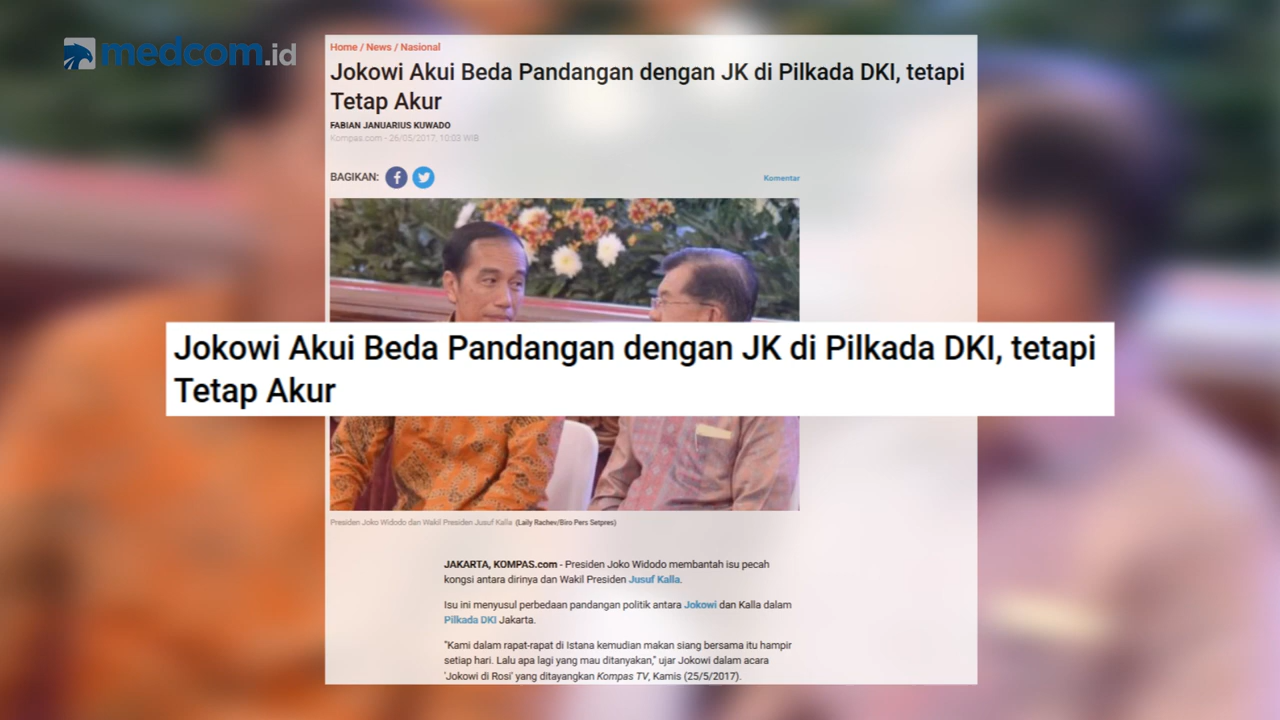 medcom.id
Home / News / Nasional
Jokowi Akui Beda Pandangan dengan JK di Pilkada DKI, tetapi
Tetap Akur
FABIAN JANUARIUS KUWADO
Kompas.com - 26/05/2017, 10:03 WIB
BAGIKAN:
Komentar
Jokowi Akui Beda Pandangan dengan JK di Pilkada DKI, tetapi
Tetap Akur
Presiden Joko Widodo dan Wakil Presiden Jusuf Kalla (Laily Rachev/Biro Pers Setpres)
JAKARTA, KOMPAS.com - Presiden Joko Widodo membantah isu pecah
kongsi antara dirinya dan Wakil Presiden Jusuf Kalla.
Isu ini menyusul perbedaan pandangan politik antara Jokowi dan Kalla dalam
Pilkada DKI Jakarta.
"Kami dalam rapat-rapat di Istana kemudian makan siang bersama itu hampir
setiap hari. Lalu apa lagi yang mau ditanyakan," ujar Jokowi dalam acara
'Jokowi di Rosi' yang ditayangkan Kompas TV, Kamis (25/5/2017).